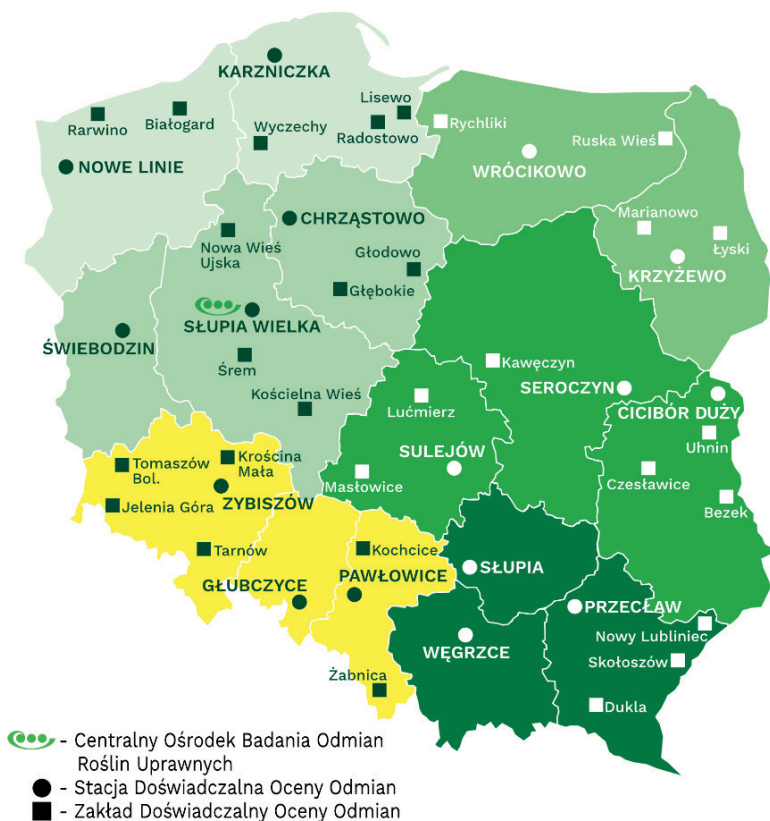 KARZNICZKA
Lisewo
Rarwino
Białogard
Wyczechy
Radostowo
Rychliki
Ruska Wieś
NOWE LINIE
WRÓCIKOWO
CHRZĄSTOWO
Marianowo
Łyski
Nowa Wieś
Ujska
Głodowo
Głębokie
KRZYŻEWO
SŁUPIA WIELKA
ŚWIEBODZIN
Śrem
Kawęczyn
SEROCZYN
CICIBÓR DUŻY
Kościelna Wieś
Lućmierz
Uhnin
SULEJÓW
Tomaszów
Bol.
Krościna
Mała
Masłowice
Czesławice
Bezek
ZYBISZÓW
Jelenia Góra
Tarnów
Kochcice
GŁUBCZYCE
PAWŁOWICE
SŁUPIA
PRZECŁAW
Nowy Lubliniec
WĘGRZCE
Skołoszów
Żabnica
Dukla
- Centralny Ośrodek Badania Odmian
Roślin Uprawnych
- Stacja Doświadczalna Oceny Odmian
- Zakład Doświadczalny Oceny Odmian